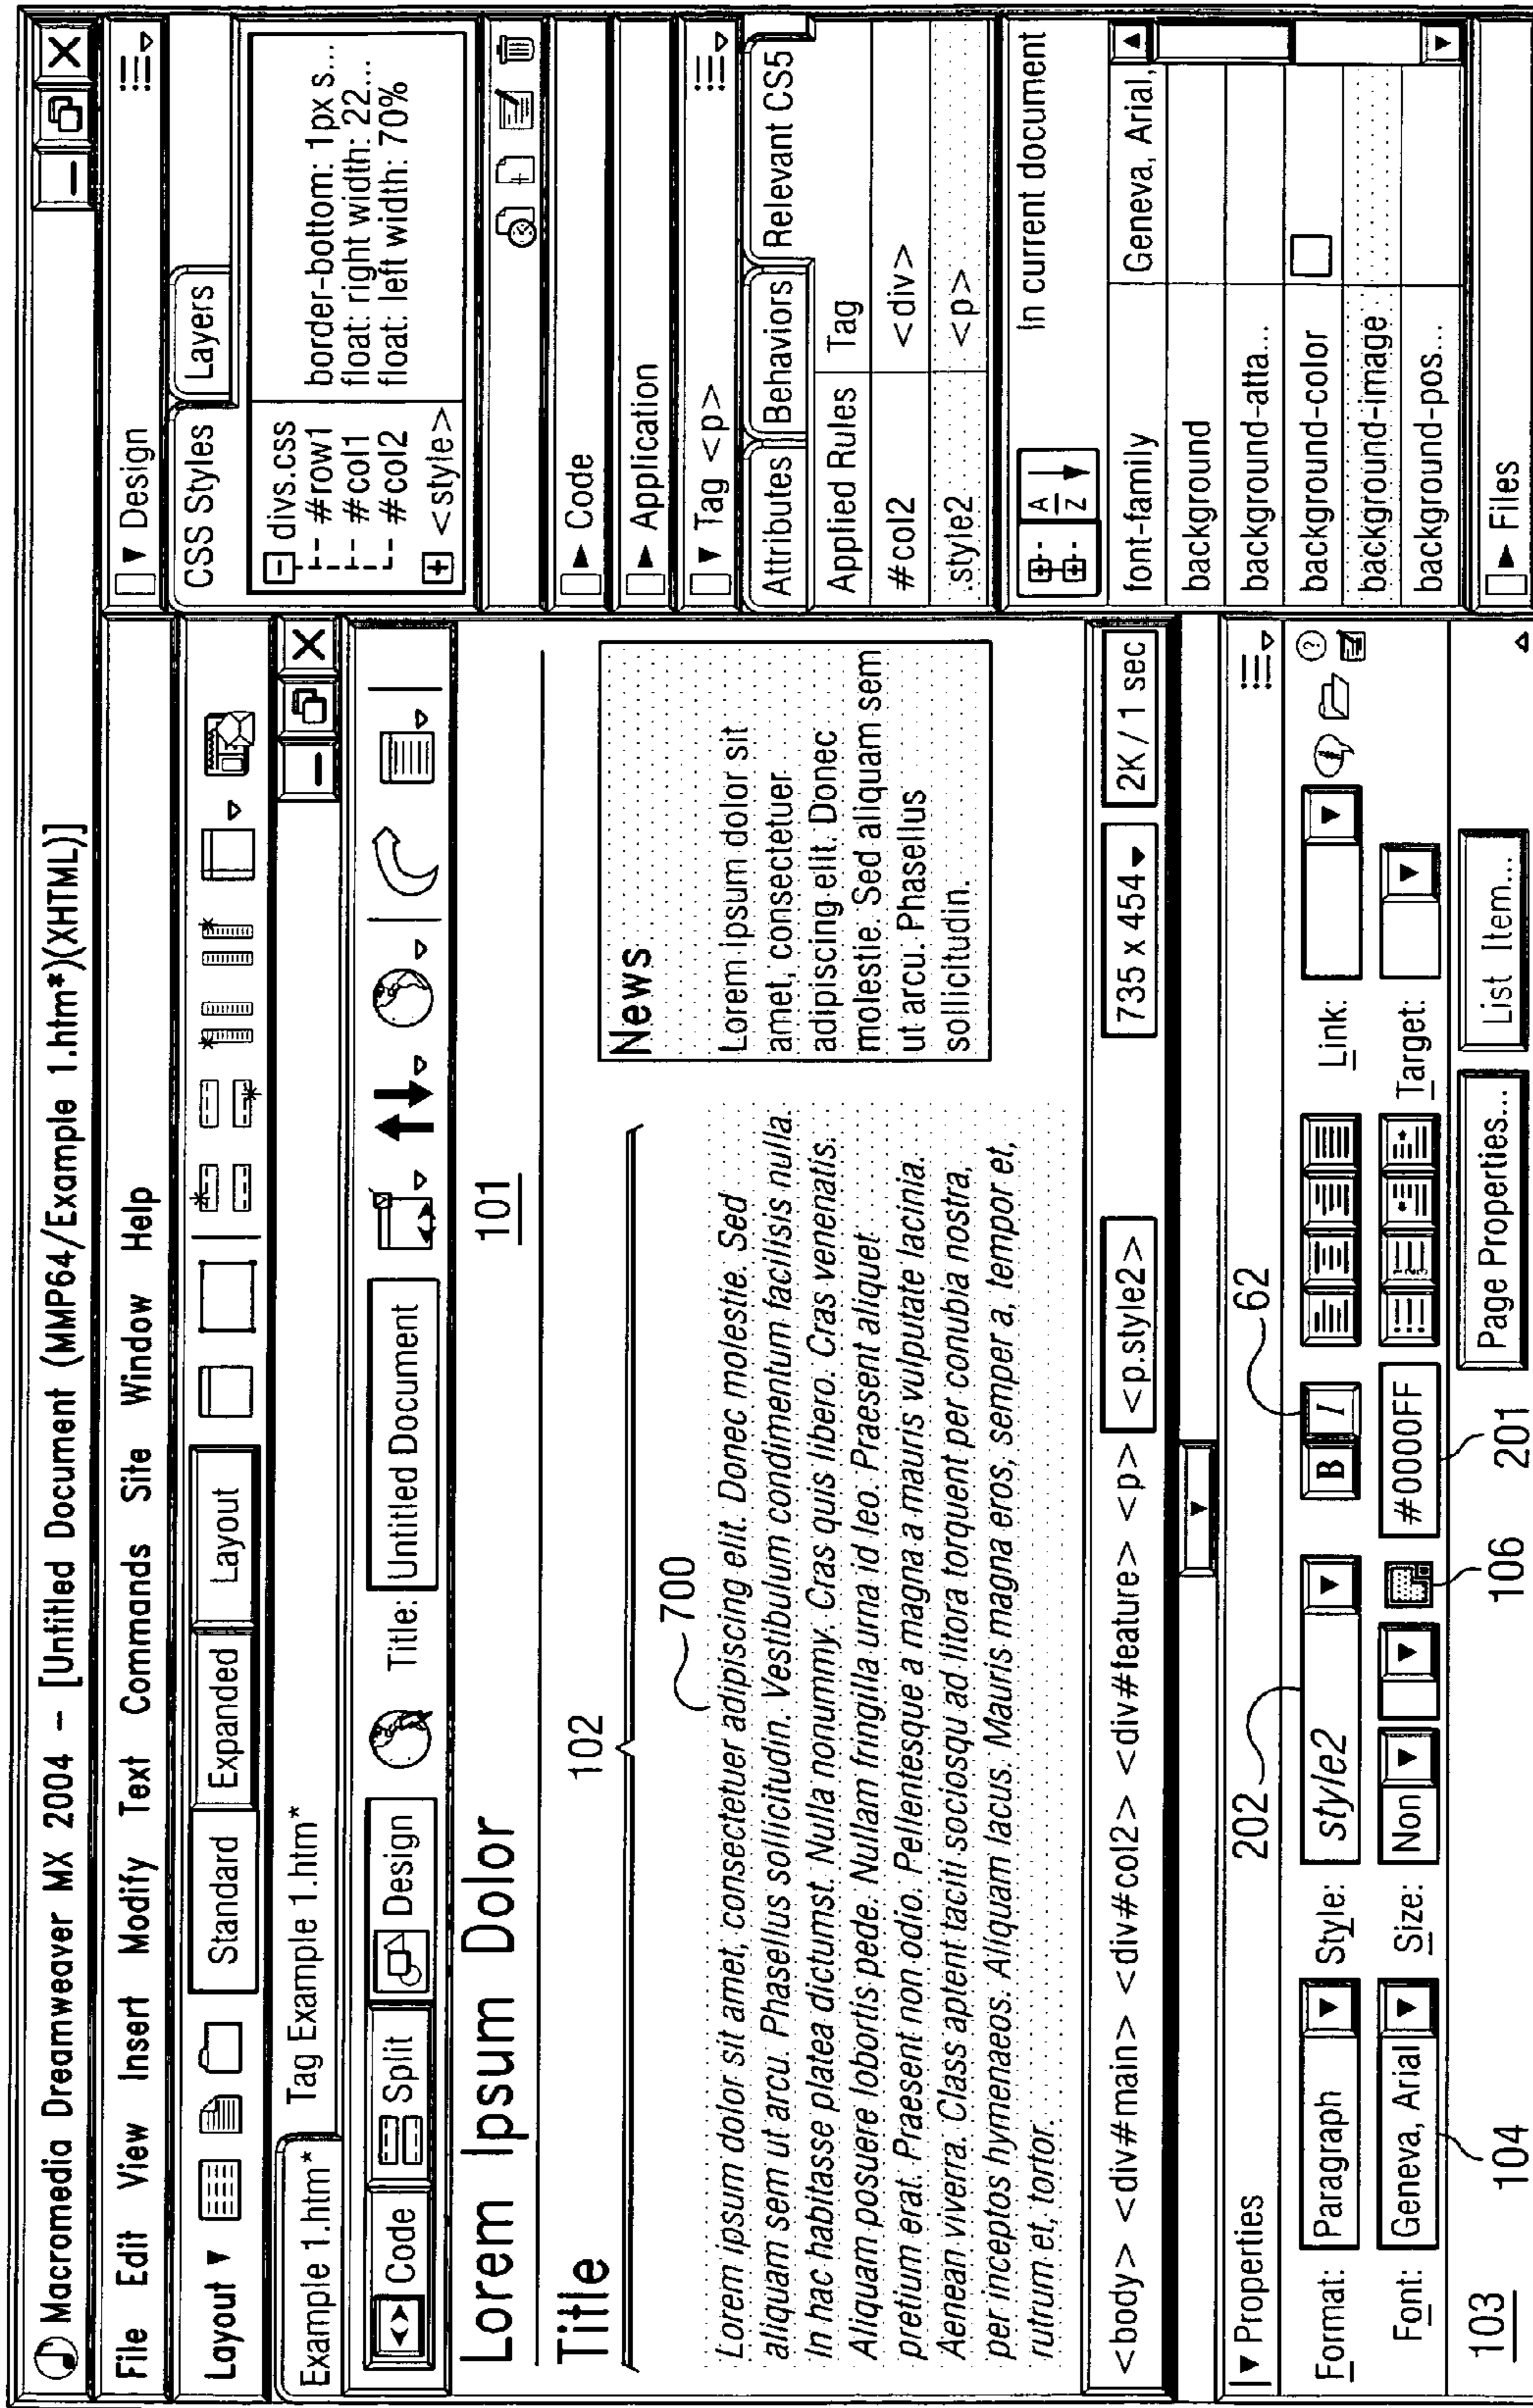 Macromedia Dreamweaver MX 2004 – [Untitled Document (MMP64/Example 1.htm*)(XHTML)]
File Edit View Insert Modify Text Commands Site Window Help
Layout Standard Expanded Layout
Example 1.htm* Tag Example 1.htm*
<> Code Split Design Title: Untitled Document
101
Lorem Ipsum Dolor
Title
102
700
Lorem ipsum dolor sit amet, consectetuer adipiscing elit. Donec molestie. Sed
aliquam sem ut arcu. Phasellus sollicitudin. Vestibulum condimentum facilisis nulla.
In hac habitasse platea dictumst. Nulla nonummy. Cras quis libero. Cras venenatis.
Aliquam posuere lobortis pede. Nullam fringilla urna id leo. Praesent aliquet
pretium erat. Praesent non odio. Pellentesque a magna a mauris vulputate lacinia.
Aenean viverra. Class aptent taciti sociosqu ad litora torquent per conubia nostra,
per inceptos hymenaeos. Aliquam lacus. Mauris magna eros, semper a, tempor et,
rutrum et, tortor.
News
Lorem ipsum dolor sit
amet, consectetuer
adipiscing elit. Donec
molestie. Sed aliquam sem
ut arcu. Phasellus
sollicitudin.
<body> <div#main> <div#col2> <div#feature> <p> <p.style2> 735 x 454 2K / 1 sec
Properties
202
62
Format: Paragraph Style: style2 B I Link:
Font: Geneva, Arial Size: Non #0000FF Target:
Page Properties... List Item...
103
104
106
201
Design
CSS Styles Layers
divs.css
#row1 border-bottom: 1px s...
#col1 float: right width: 22...
#col2 float: left width: 70%
<style>
Code
Application
Tag <p>
Attributes Behaviors Relevant CS5
Applied Rules Tag
#col2 <div>
.style2 <p>
A Z In current document
font-family Geneva, Arial,
background
background-atta...
background-color
background-image
background-pos...
Files